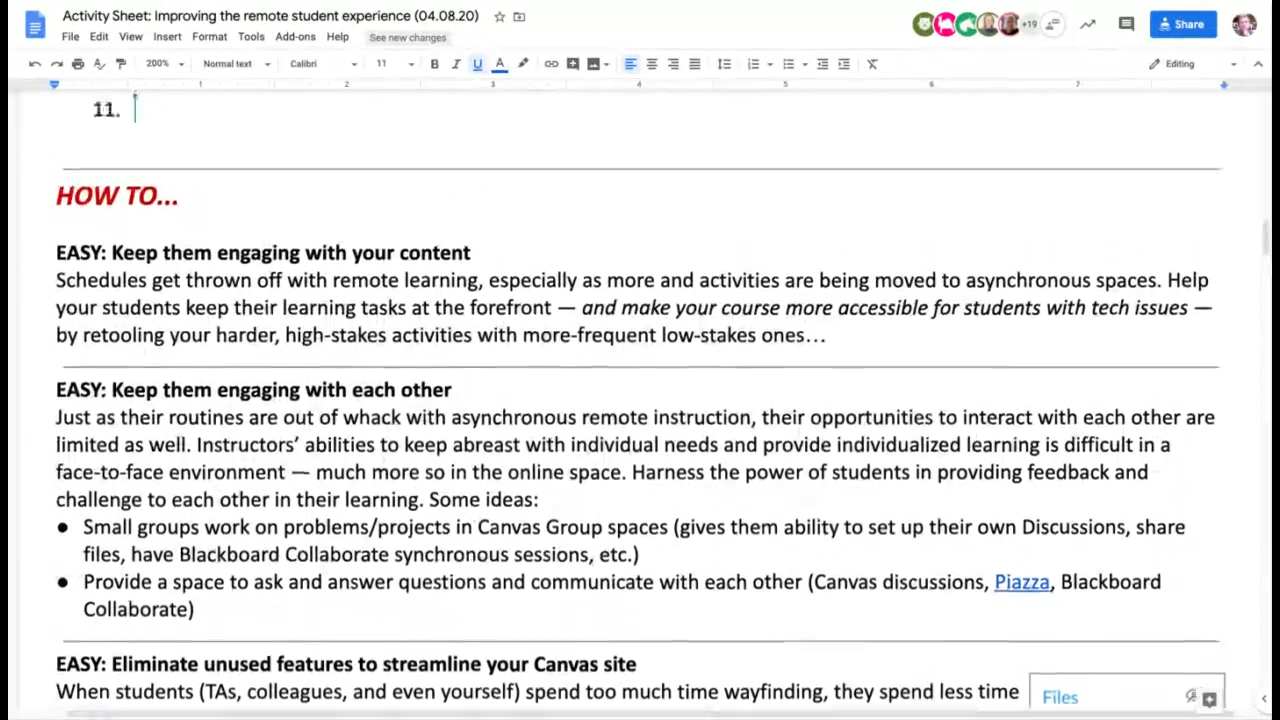 Activity Sheet: Improving the remote student experience (04.08.20)
File Edit View Insert Format Tools Add-ons Help See new changes
+19
Share
200% Normal text Calibri 11 B I U A Editing
1 2 3 4 5 6 7
11.
HOW TO...
EASY: Keep them engaging with your content
Schedules get thrown off with remote learning, especially as more and activities are being moved to asynchronous spaces. Help
your students keep their learning tasks at the forefront — and make your course more accessible for students with tech issues —
by retooling your harder, high-stakes activities with more-frequent low-stakes ones…
EASY: Keep them engaging with each other
Just as their routines are out of whack with asynchronous remote instruction, their opportunities to interact with each other are
limited as well. Instructors’ abilities to keep abreast with individual needs and provide individualized learning is difficult in a
face-to-face environment — much more so in the online space. Harness the power of students in providing feedback and
challenge to each other in their learning. Some ideas:
● Small groups work on problems/projects in Canvas Group spaces (gives them ability to set up their own Discussions, share
files, have Blackboard Collaborate synchronous sessions, etc.)
● Provide a space to ask and answer questions and communicate with each other (Canvas discussions, Piazza, Blackboard
Collaborate)
EASY: Eliminate unused features to streamline your Canvas site
When students (TAs, colleagues, and even yourself) spend too much time wayfinding, they spend less time
Files